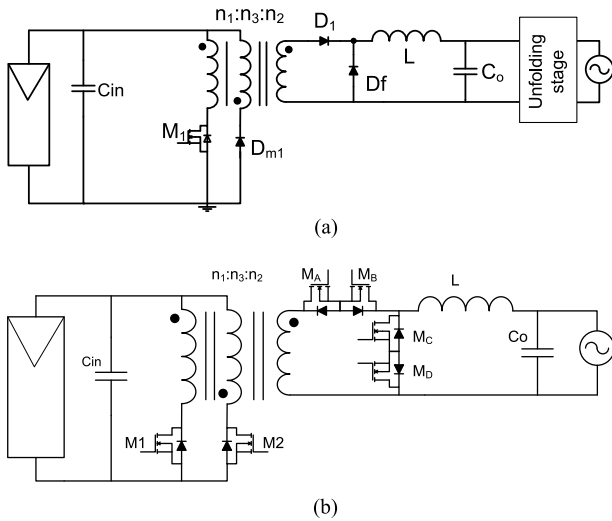 n1:n3:n2
D1
L
Cin
Df
Co
Unfolding
stage
M1
Dm1
(a)
n1:n3:n2
MA
MB
L
Cin
MC
Co
MD
M1
M2
(b)